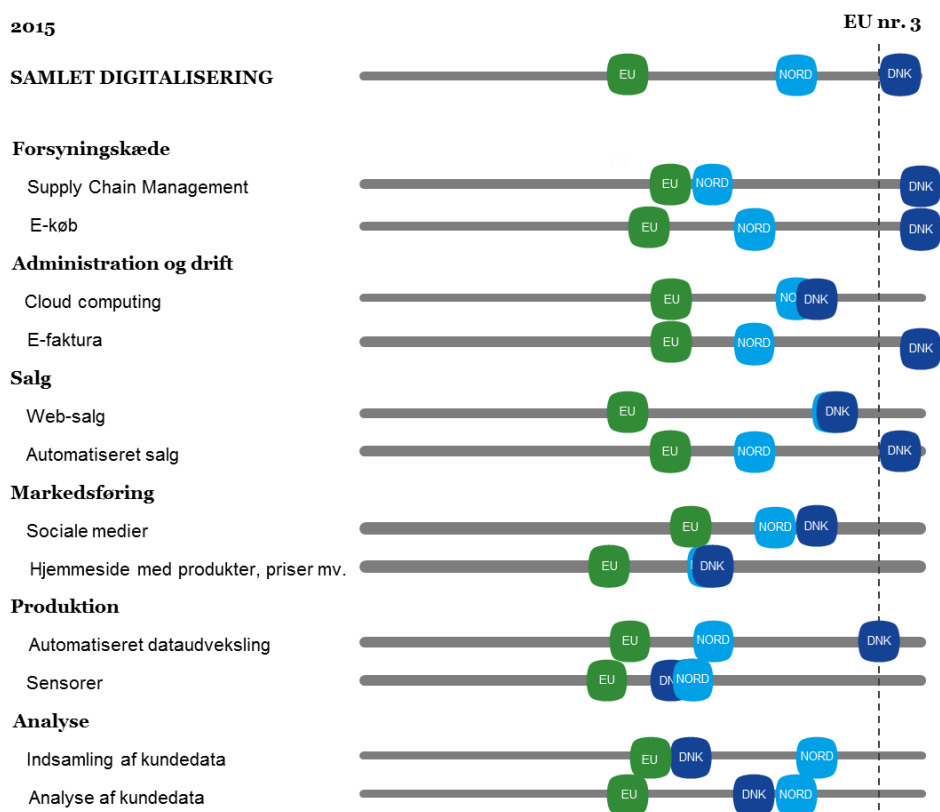 2015 EU nr. 3
SAMLET DIGITALISERING EU NORD DNK
Forsyningskæde
Supply Chain Management EU NORD DNK
E-køb EU NORD DNK
Administration og drift
Cloud computing EU NO DNK
E-faktura EU NORD DNK
Salg
Web-salg EU DNK
Automatiseret salg EU NORD DNK
Markedsføring
Sociale medier EU NORD DNK
Hjemmeside med produkter, priser mv. EU DNK
Produktion
Automatiseret dataudveksling EU NORD DNK
Sensorer EU DN NORD
Analyse
Indsamling af kundedata EU DNK NORD
Analyse af kundedata EU DNK NORD